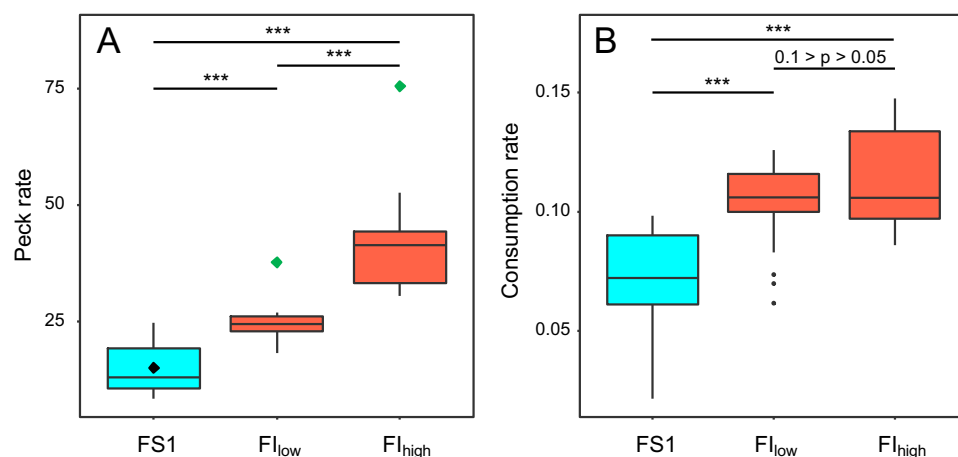 A
***
***
***
75
50
25
Peck rate
FS1
FIlow
FIhigh
B
***
0.1 > p > 0.05
***
0.15
0.10
0.05
Consumption rate
FS1
FIlow
FIhigh